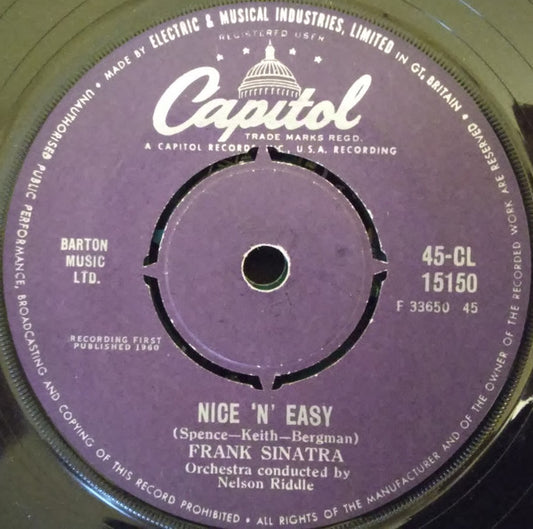 MADE BY ELECTRIC & MUSICAL INDUSTRIES, LIMITED IN GT. BRITAIN • ALL RIGHTS OF THE MANUFACTURER AND OF THE OWNER OF THE RECORDED WORK ARE RESERVED
UNAUTHORISED PUBLIC PERFORMANCE, BROADCASTING AND COPYING OF THIS RECORD PROHIBITED
REGISTERED USER
Capitol
TRADE MARKS REGD.
A CAPITOL RECORDS INC., U.S.A. RECORDING
BARTON
MUSIC
LTD.
45-CL
15150
F 33650 45
RECORDING FIRST
PUBLISHED 1960
NICE 'N' EASY
(Spence—Keith—Bergman)
FRANK SINATRA
Orchestra conducted by
Nelson Riddle